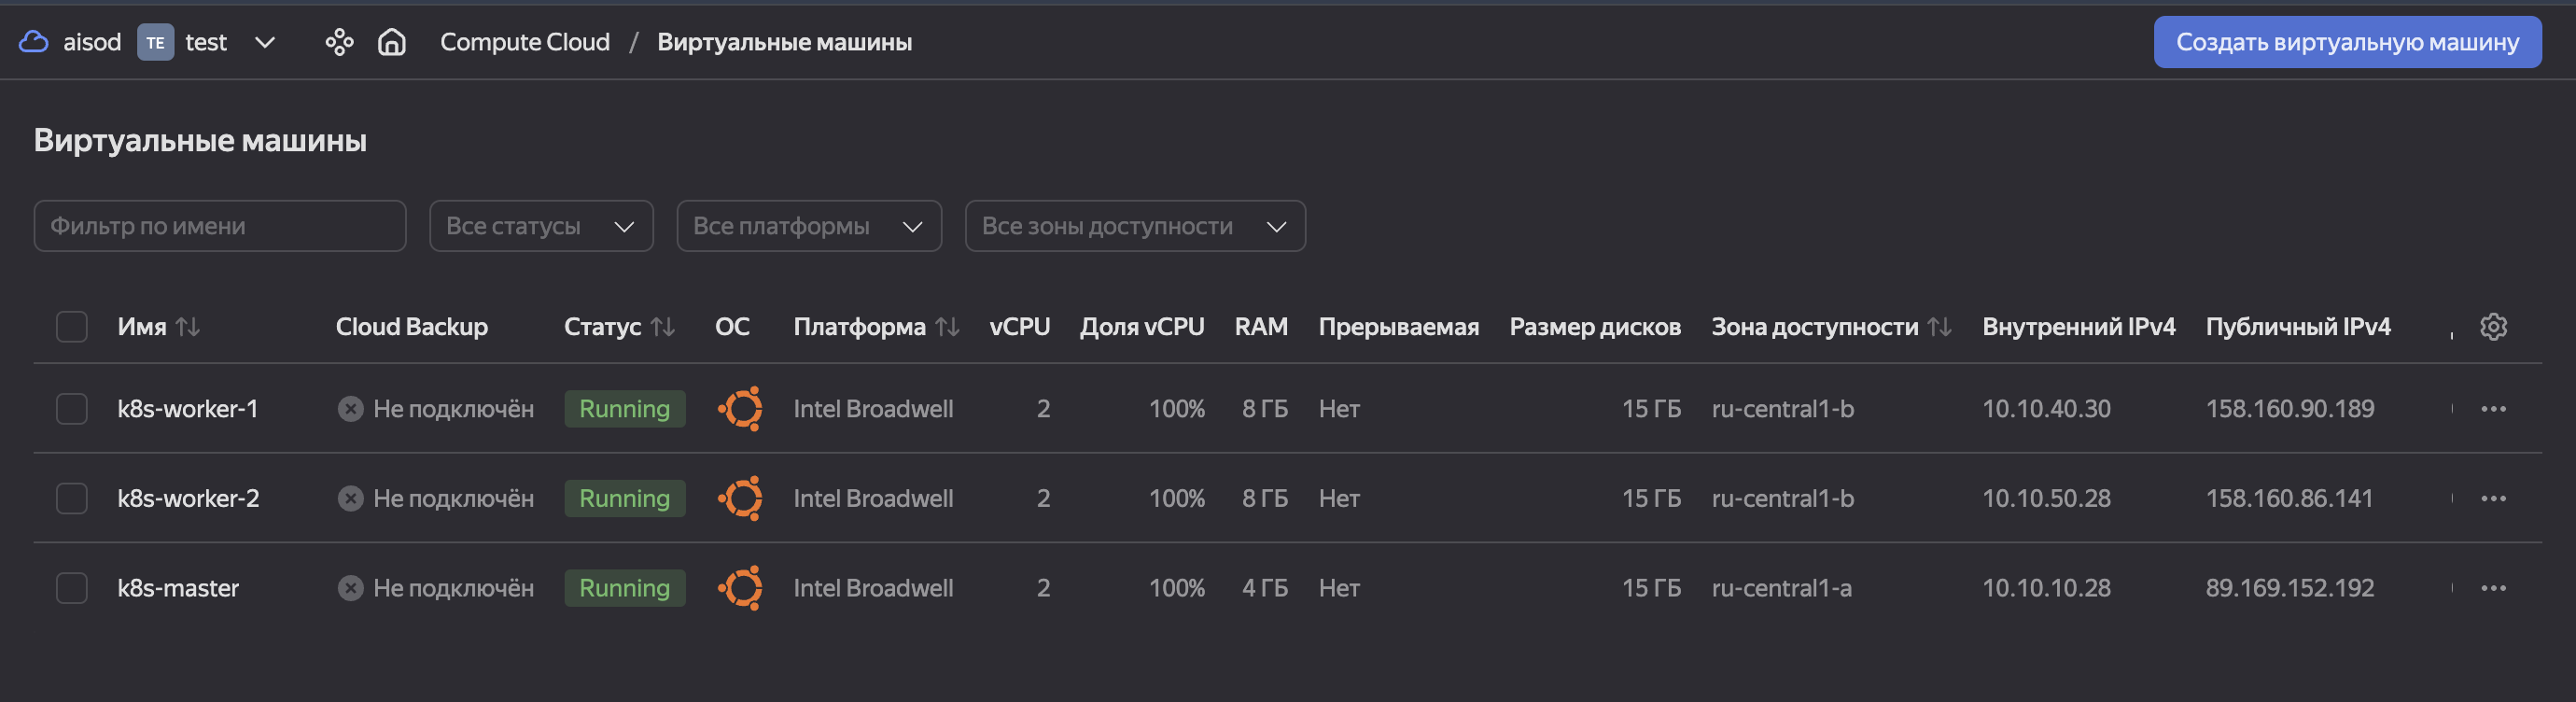 aisod TE test Compute Cloud / Виртуальные машины Создать виртуальную машину
Виртуальные машины
Фильтр по имени Все статусы Все платформы Все зоны доступности
Имя Cloud Backup Статус ОС Платформа vCPU Доля vCPU RAM Прерываемая Размер дисков Зона доступности Внутренний IPv4 Публичный IPv4
k8s-worker-1 Не подключён Running Intel Broadwell 2 100% 8 ГБ Нет 15 ГБ ru-central1-b 10.10.40.30 158.160.90.189
k8s-worker-2 Не подключён Running Intel Broadwell 2 100% 8 ГБ Нет 15 ГБ ru-central1-b 10.10.50.28 158.160.86.141
k8s-master Не подключён Running Intel Broadwell 2 100% 4 ГБ Нет 15 ГБ ru-central1-a 10.10.10.28 89.169.152.192